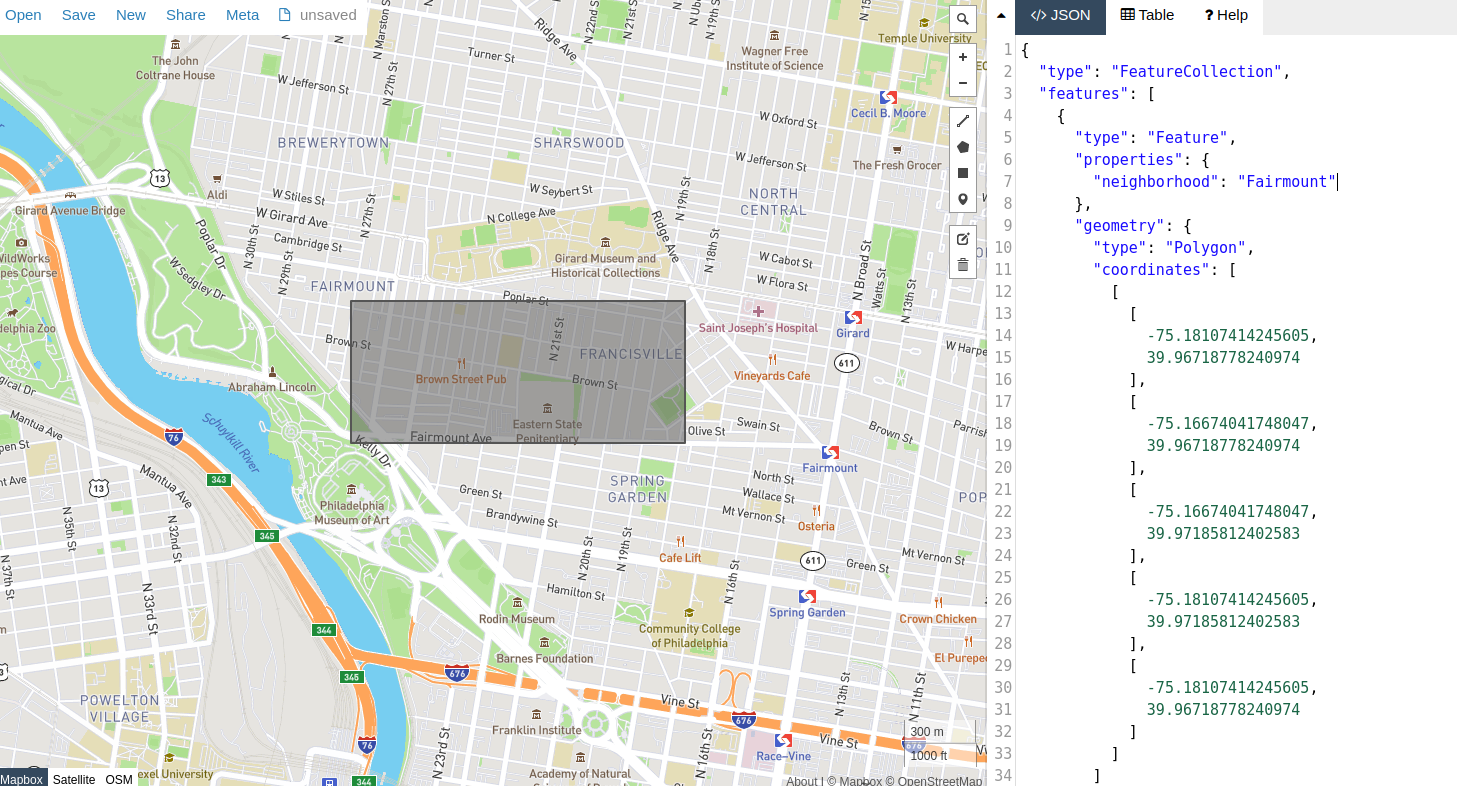 Open Save New Share Meta unsaved
JSON Table Help
1 {
2 "type": "FeatureCollection",
3 "features": [
4 {
5 "type": "Feature",
6 "properties": {
7 "neighborhood": "Fairmount"
8 },
9 "geometry": {
10 "type": "Polygon",
11 "coordinates": [
12 [
13 [
14 -75.18107414245605,
15 39.96718778240974
16 ],
17 [
18 -75.16674041748047,
19 39.96718778240974
20 ],
21 [
22 -75.16674041748047,
23 39.97185812402583
24 ],
25 [
26 -75.18107414245605,
27 39.97185812402583
28 ],
29 [
30 -75.18107414245605,
31 39.96718778240974
32 ]
33 ]
34 ]
N Marston S
N 22nd S
N 21st S
N 19th S
N 15
Ridge Ave
Turner St
The John
Coltrane House
Wagner Free
Institute of Science
Temple University
W Jefferson St
N 27th St
Cecil B. Moore
W Oxford St
BREWERYTOWN
SHARSWOOD
W Jefferson St
The Fresh Grocer
13
Aldi
W Stiles St
W Seybert St
NORTH
CENTRAL
N 19th St
Girard Avenue Bridge
W Girard Ave
N College Ave
N 27th St
Poplar Dr
Cambria St
N 30th St
N 29th St
Ridge Ave
N 18th St
WildWorks
pes Course
W Sedgley Dr
Girard Museum and
Historical Collections
W Cabot St
W Flora St
N Broad St
Watts St
N 13th St
FAIRMOUNT
Poplar St
Saint Joseph's Hospital
Girard
delphia Zoo
Brown St
N 21st St
FRANCISVILLE
W Harpe
611
Brown Street Pub
Brown St
Vineyards Cafe
Abraham Lincoln
gical Dr
Mantua Ave
Schuylkill River
Eastern State
Penitentiary
Fairmount Ave
Kelly Dr
Olive St
Swain St
Brown St
Parrish
76
Mantua Ave
343
13
Fairmount
SPRING
GARDEN
North St
Wallace St
Mt Vernon St
POP
Green St
Brandywine St
Philadelphia
Museum of Art
Osteria
N 35th St
N 32nd St
345
Cafe Lift
611
Mt Vernon St
Green St
N 37th St
N 33rd St
N 20th St
N 19th St
N 16th St
Hamilton St
Rodin Museum
Spring Garden
Crown Chicken
Community College
of Philadelphia
344
Barnes Foundation
El Purepe
345
676
POWELTON
VILLAGE
Vine St
N 13th St
N 11th St
676
Franklin Institute
300 m
1000 ft
76
N 23rd St
N 16th St
Race–Vine
Vine St
676
exel University
344
Academy of Natural
Mapbox Satellite OSM
About | © Mapbox © OpenStreetMap